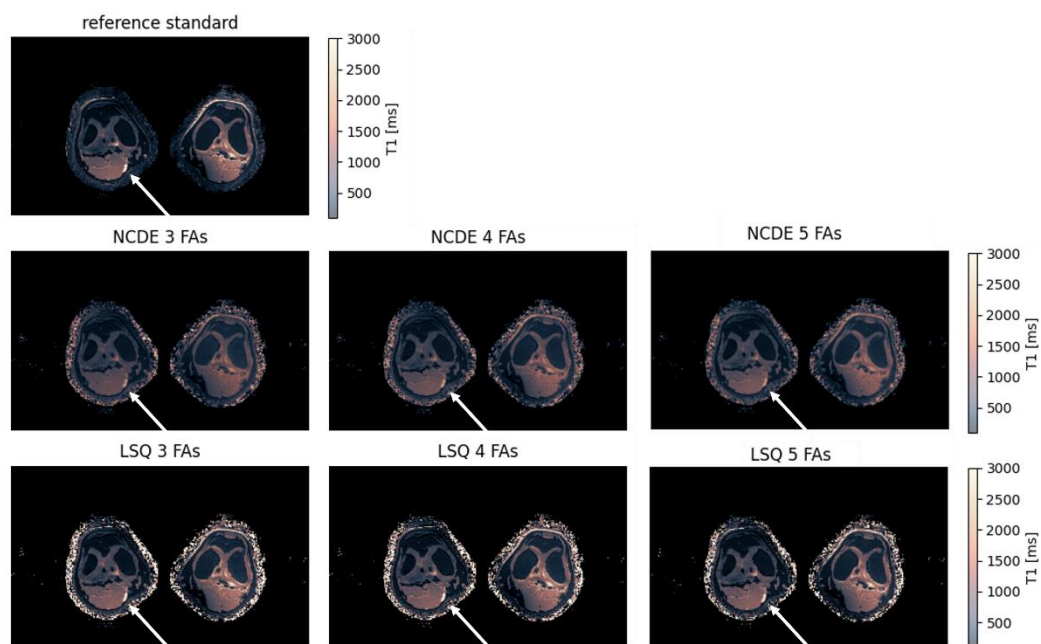 reference standard
3000
2500
2000
1500
1000
500
T1 [ms]
NCDE 3 FAs
NCDE 4 FAs
NCDE 5 FAs
3000
2500
2000
1500
1000
500
T1 [ms]
LSQ 3 FAs
LSQ 4 FAs
LSQ 5 FAs
3000
2500
2000
1500
1000
500
T1 [ms]